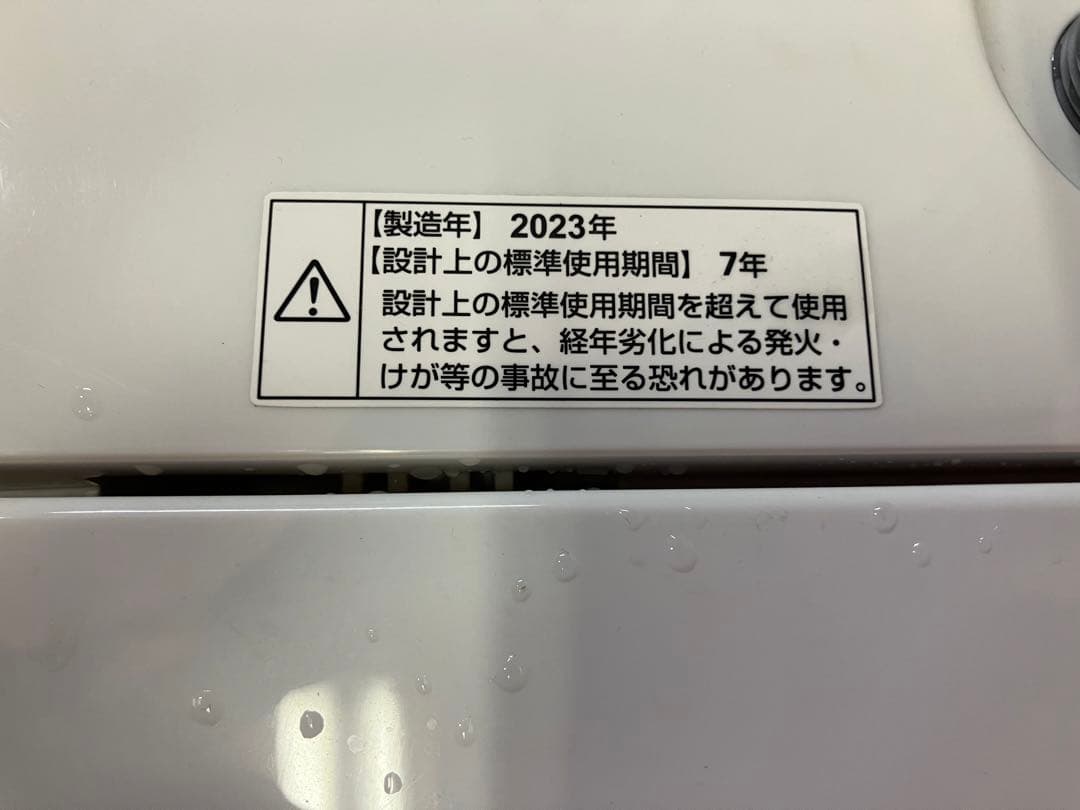 【製造年】 2023年
【設計上の標準使用期間】 7年
設計上の標準使用期間を超えて使用
されますと、経年劣化による発火・
けが等の事故に至る恐れがあります。